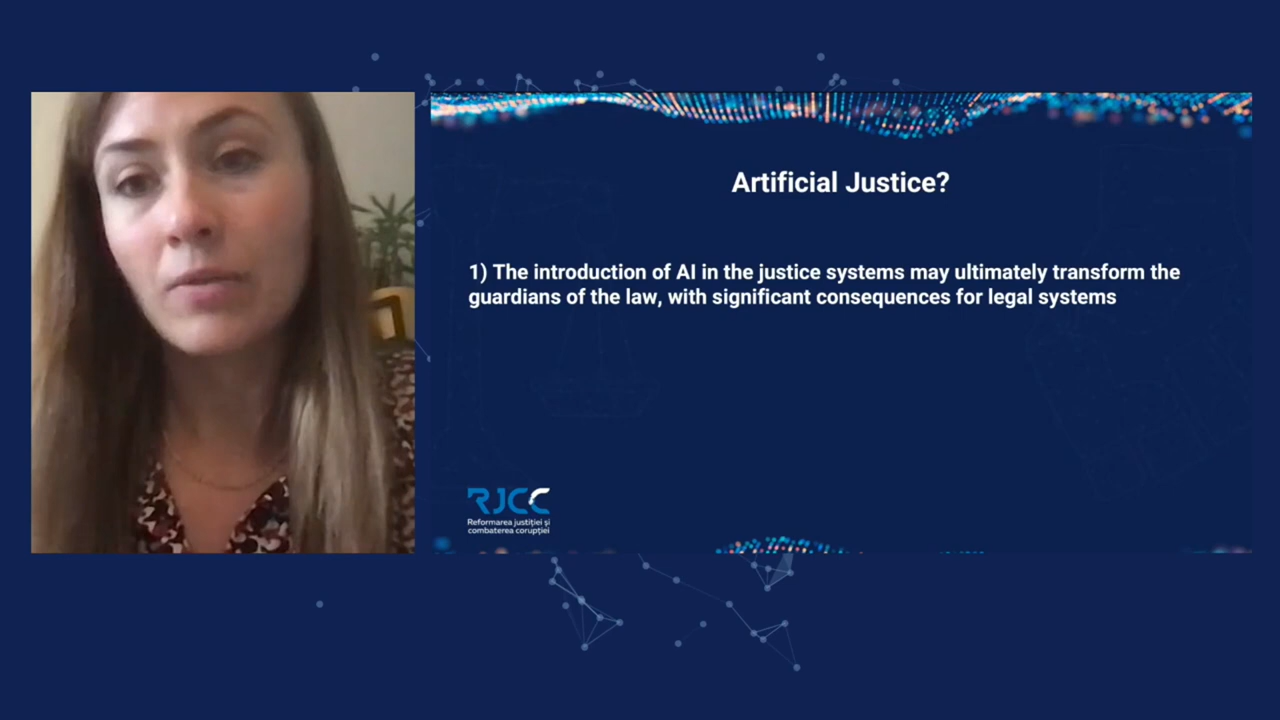 Artificial Justice?
1) The introduction of AI in the justice systems may ultimately transform the
guardians of the law, with significant consequences for legal systems
RJCC
Reformarea justiției și
combaterea corupției